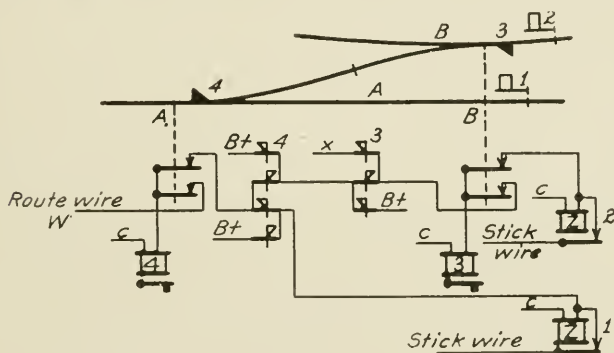 B 3 2
4 A 1
A. B
B+ 4 x 3
Route wire
W
B+
B+
c 4
c 3
c Z 2
Stick
wire
c Z 1
Stick wire